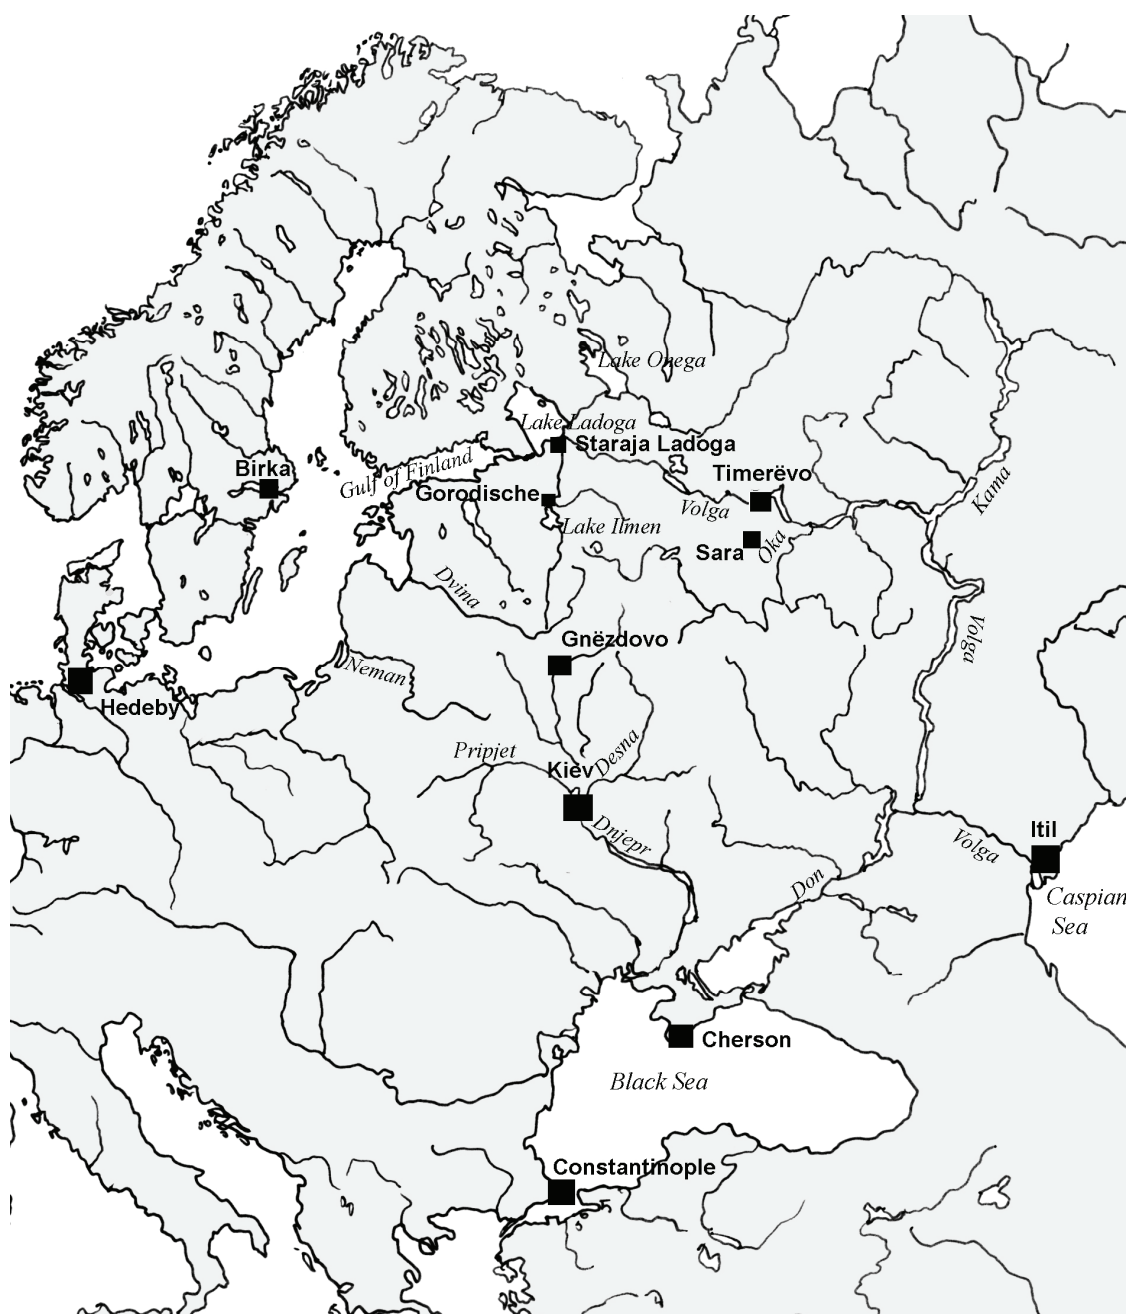 Lake Onega
Lake Ladoga
Staraja Ladoga
Gulf of Finland
Birka
Timerëvo
Gorodische
Volga
Kama
Lake Ilmen
Sara
Oka
Dvina
Volga
Gnëzdovo
Neman
Hedeby
Pripjet
Desna
Kiev
Dnjepr
Itil
Volga
Don
Caspian
Sea
Cherson
Black Sea
Constantinople